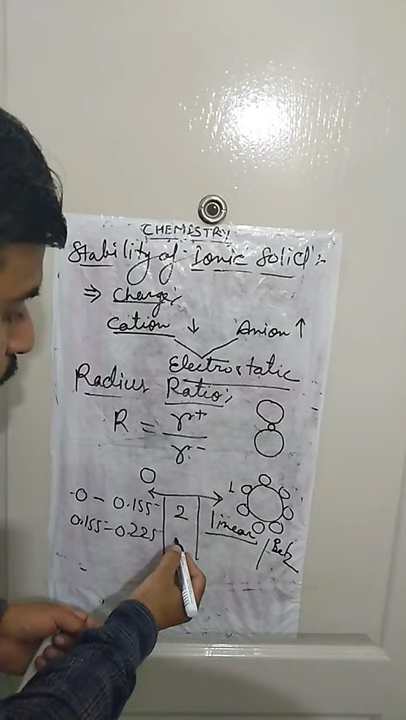 CHEMISTRY
Stability of Ionic Solid :-
⇒ Charge;
Cation ↓ Anion ↑
Electrostatic
Radius Ratio;
R = r+ / r-
0 - 0.155 2 linear / BeF2
0.155 - 0.225